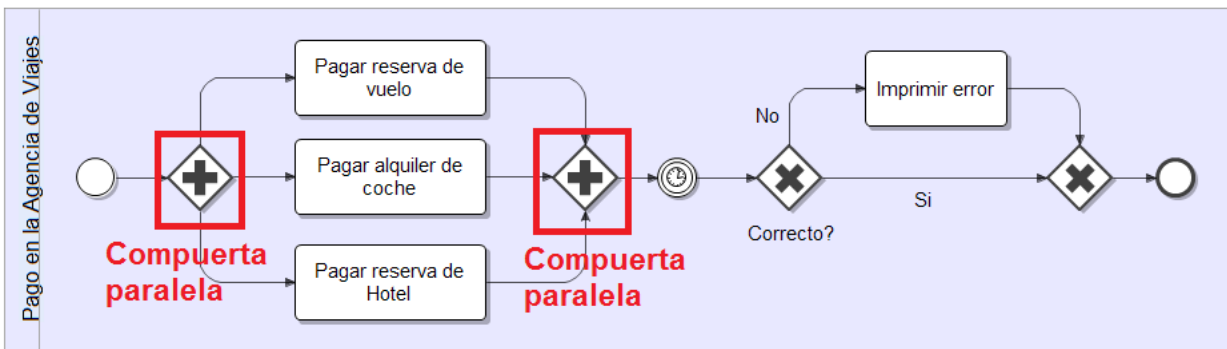 Pago en la Agencia de Viajes
Pagar reserva de
vuelo
Pagar alquiler de
coche
Pagar reserva de
Hotel
Compuerta
paralela
Compuerta
paralela
No
Imprimir error
Si
Correcto?